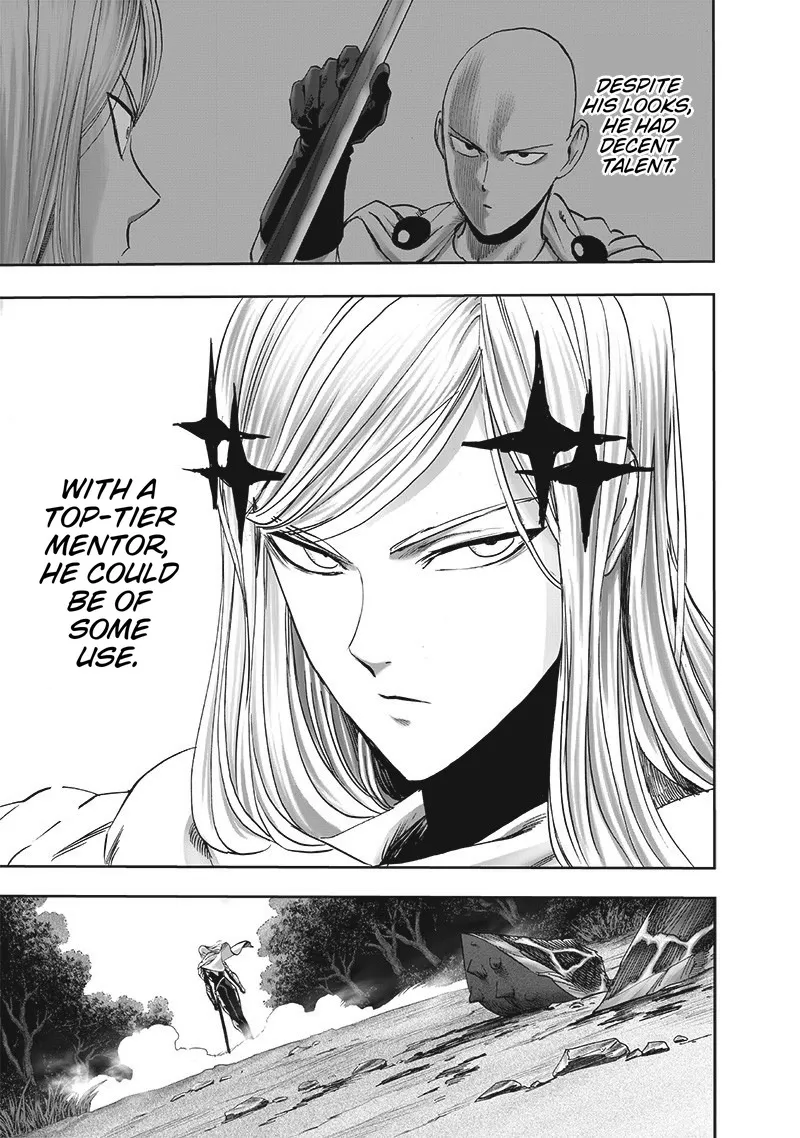 DESPITE
HIS LOOKS,
HE HAD
DECENT
TALENT.
WITH A
TOP-TIER
MENTOR,
HE COULD
BE OF
SOME
USE.